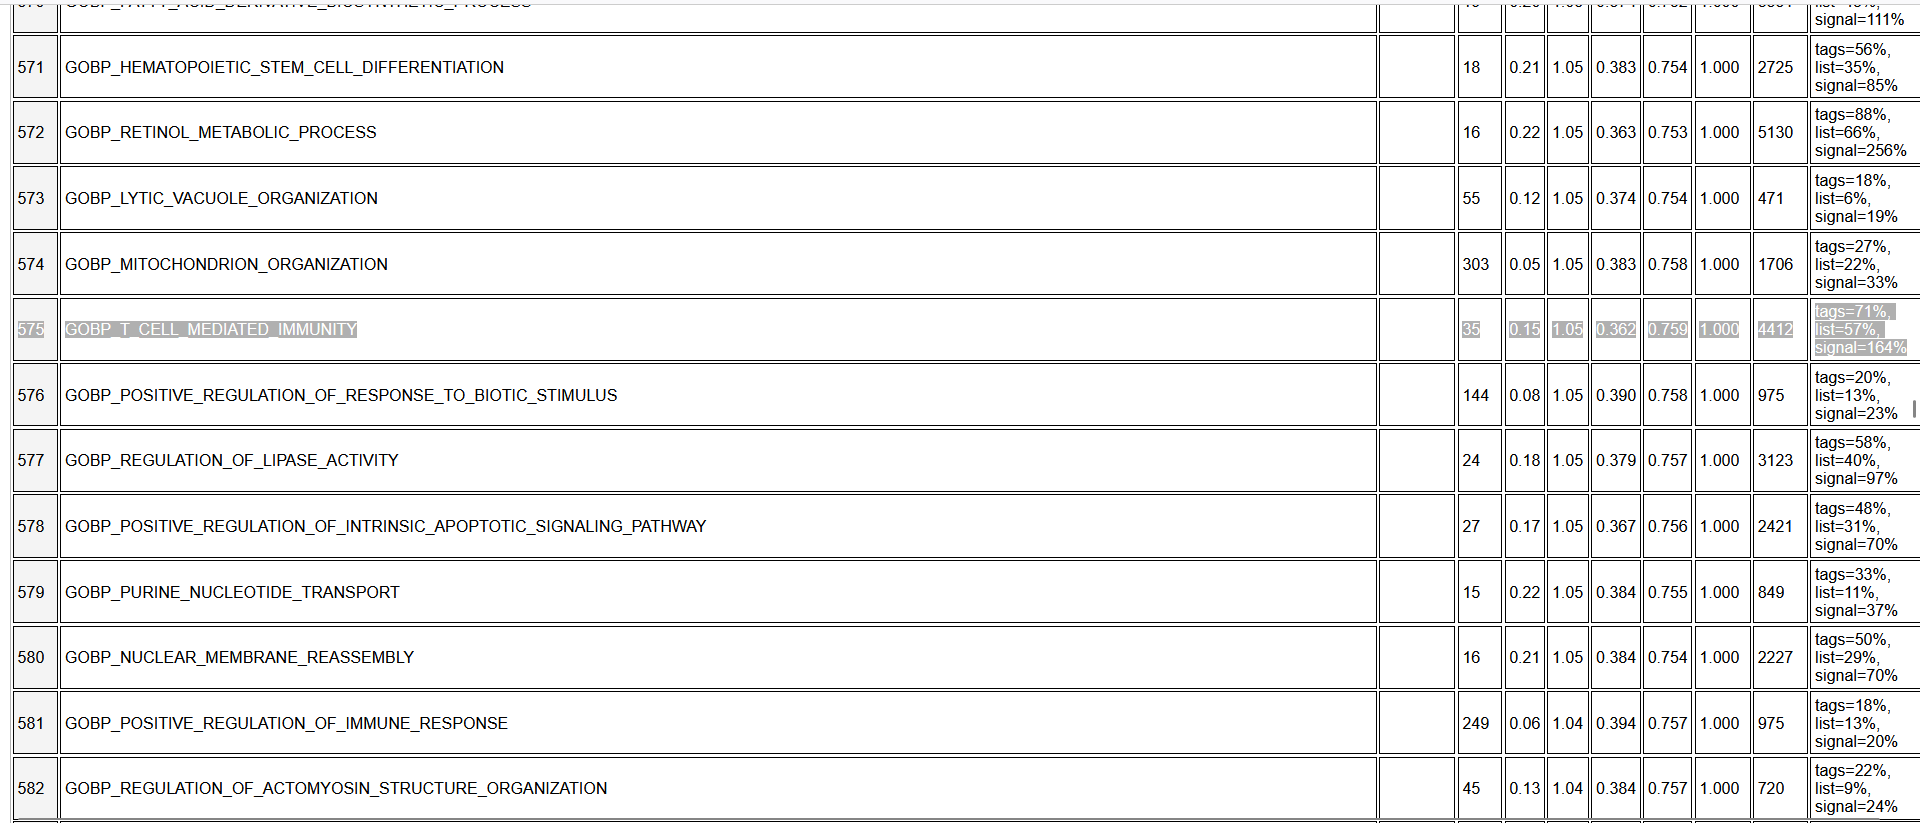 signal=111%
571 GOBP_HEMATOPOIETIC_STEM_CELL_DIFFERENTIATION 18 0.21 1.05 0.383 0.754 1.000 2725 tags=56%,
list=35%,
signal=85%
572 GOBP_RETINOL_METABOLIC_PROCESS 16 0.22 1.05 0.363 0.753 1.000 5130 tags=88%,
list=66%,
signal=256%
573 GOBP_LYTIC_VACUOLE_ORGANIZATION 55 0.12 1.05 0.374 0.754 1.000 471 tags=18%,
list=6%,
signal=19%
574 GOBP_MITOCHONDRION_ORGANIZATION 303 0.05 1.05 0.383 0.758 1.000 1706 tags=27%,
list=22%,
signal=33%
575 GOBP_T_CELL_MEDIATED_IMMUNITY 35 0.15 1.05 0.362 0.759 1.000 4412 tags=71%,
list=57%,
signal=164%
576 GOBP_POSITIVE_REGULATION_OF_RESPONSE_TO_BIOTIC_STIMULUS 144 0.08 1.05 0.390 0.758 1.000 975 tags=20%,
list=13%,
signal=23%
577 GOBP_REGULATION_OF_LIPASE_ACTIVITY 24 0.18 1.05 0.379 0.757 1.000 3123 tags=58%,
list=40%,
signal=97%
578 GOBP_POSITIVE_REGULATION_OF_INTRINSIC_APOPTOTIC_SIGNALING_PATHWAY 27 0.17 1.05 0.367 0.756 1.000 2421 tags=48%,
list=31%,
signal=70%
579 GOBP_PURINE_NUCLEOTIDE_TRANSPORT 15 0.22 1.05 0.384 0.755 1.000 849 tags=33%,
list=11%,
signal=37%
580 GOBP_NUCLEAR_MEMBRANE_REASSEMBLY 16 0.21 1.05 0.384 0.754 1.000 2227 tags=50%,
list=29%,
signal=70%
581 GOBP_POSITIVE_REGULATION_OF_IMMUNE_RESPONSE 249 0.06 1.04 0.394 0.757 1.000 975 tags=18%,
list=13%,
signal=20%
582 GOBP_REGULATION_OF_ACTOMYOSIN_STRUCTURE_ORGANIZATION 45 0.13 1.04 0.384 0.757 1.000 720 tags=22%,
list=9%,
signal=24%